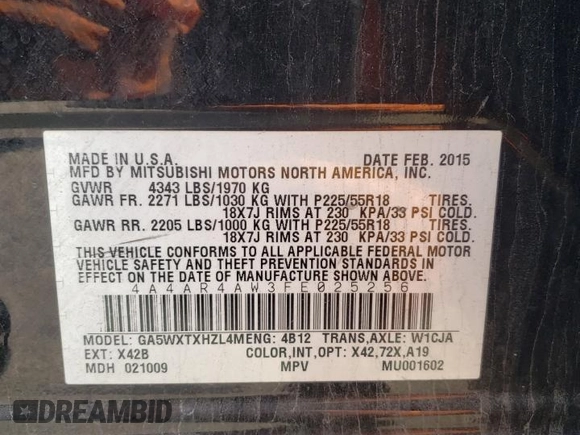 MADE IN U.S.A. DATE FEB. 2015
MFD BY MITSUBISHI MOTORS NORTH AMERICA, INC.
GVWR 4343 LBS/1970 KG
GAWR FR. 2271 LBS/1030 KG WITH P225/55R18 TIRES.
18X7J RIMS AT 230 KPA/33 PSI COLD.
GAWR RR. 2205 LBS/1000 KG WITH P225/55R18 TIRES.
18X7J RIMS AT 230 KPA/33 PSI COLD.
THIS VEHICLE CONFORMS TO ALL APPLICABLE FEDERAL MOTOR
VEHICLE SAFETY AND THEFT PREVENTION STANDARDS IN
EFFECT ON THE DATE OF MANUFACTURE SHOWN ABOVE.
4A4AR4AW3FE025256
MODEL: GA5WXTXHZL4MENG: 4B12 TRANS,AXLE: W1CJA
EXT: X42B COLOR,INT,OPT: X42,72X,A19
MDH 021009 MPV MU001602
DREAMBID